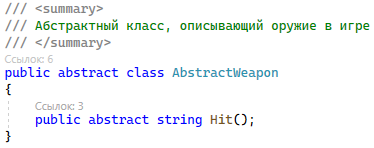 /// <summary>
/// Абстрактный класс, описывающий оружие в игре
/// </summary>
Ссылок: 6
public abstract class AbstractWeapon
{
Ссылок: 3
public abstract string Hit();
}